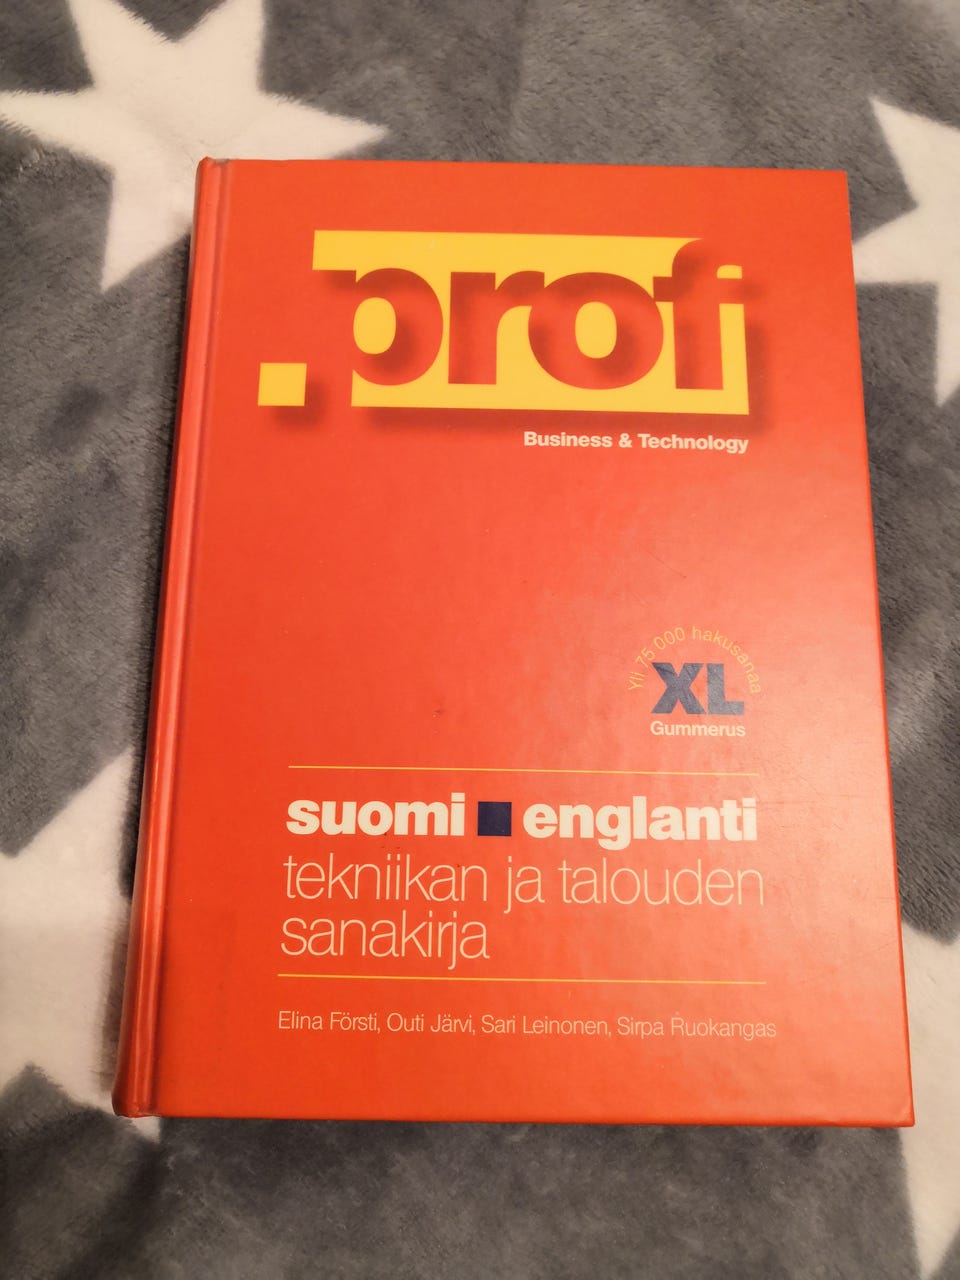 .profi
Business & Technology
Yli 75 000 hakusanaa
XL
Gummerus
suomi englanti
tekniikan ja talouden
sanakirja
Elina Försti, Outi Järvi, Sari Leinonen, Sirpa Ruokangas